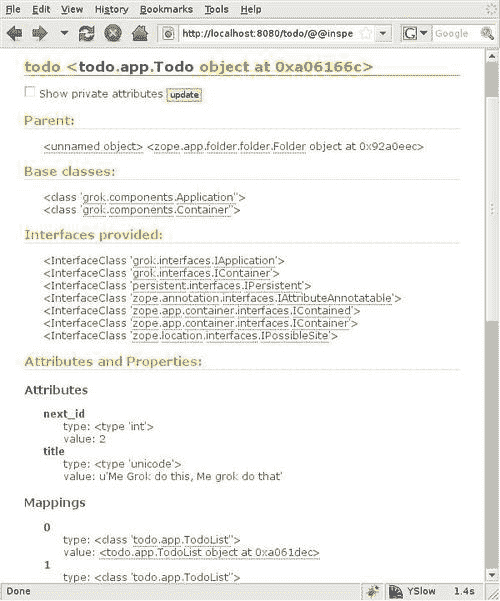 File Edit View History Bookmarks Tools Help
http://localhost:8080/todo/@@inspe
Google
todo <todo.app.Todo object at 0xa06166c>
Show private attributes update
Parent:
<unnamed object> <zope.app.folder.folder.Folder object at 0x92a0eec>
Base classes:
<class 'grok.components.Application'>
<class 'grok.components.Container'>
Interfaces provided:
<InterfaceClass 'grok.interfaces.IApplication'>
<InterfaceClass 'grok.interfaces.IContainer'>
<InterfaceClass 'persistent.interfaces.IPersistent'>
<InterfaceClass 'zope.annotation.interfaces.IAttributeAnnotatable'>
<InterfaceClass 'zope.app.container.interfaces.IContained'>
<InterfaceClass 'zope.app.container.interfaces.IContainer'>
<InterfaceClass 'zope.location.interfaces.IPossibleSite'>
Attributes and Properties:
Attributes
next_id
type: <type 'int'>
value: 2
title
type: <type 'unicode'>
value: u'Me Grok do this, Me grok do that'
Mappings
0
type: <class 'todo.app.TodoList'>
value: <todo.app.TodoList object at 0xa061dec>
1
type: <class 'todo.app.TodoList'>
Done YSlow 1.4s